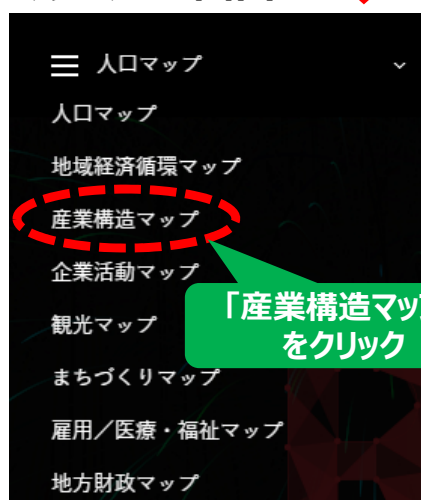 人口マップ
人口マップ
地域経済循環マップ
産業構造マップ
企業活動マップ
「産業構造マッ
をクリック
観光マップ
まちづくりマップ
雇用／医療・福祉マップ
地方財政マップ